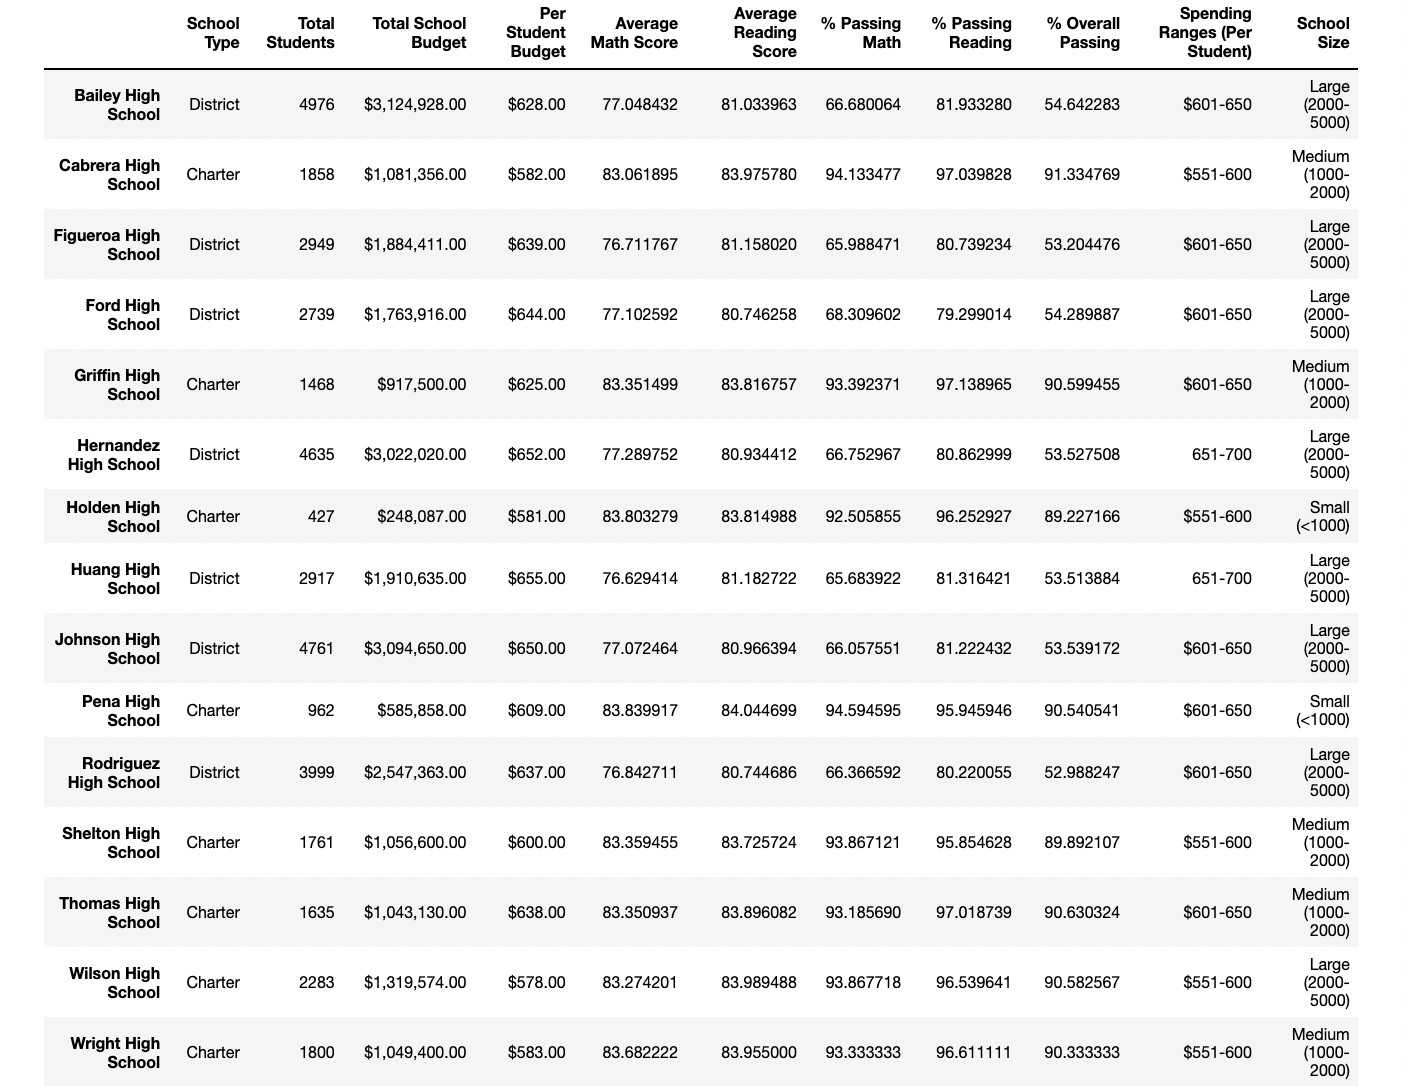 School Type Total Students Total School Budget Per Student Budget Average Math Score Average Reading Score % Passing Math % Passing Reading % Overall Passing Spending Ranges (Per Student) School Size
Bailey High School District 4976 $3,124,928.00 $628.00 77.048432 81.033963 66.680064 81.933280 54.642283 $601-650 Large (2000-5000)
Cabrera High School Charter 1858 $1,081,356.00 $582.00 83.061895 83.975780 94.133477 97.039828 91.334769 $551-600 Medium (1000-2000)
Figueroa High School District 2949 $1,884,411.00 $639.00 76.711767 81.158020 65.988471 80.739234 53.204476 $601-650 Large (2000-5000)
Ford High School District 2739 $1,763,916.00 $644.00 77.102592 80.746258 68.309602 79.299014 54.289887 $601-650 Large (2000-5000)
Griffin High School Charter 1468 $917,500.00 $625.00 83.351499 83.816757 93.392371 97.138965 90.599455 $601-650 Medium (1000-2000)
Hernandez High School District 4635 $3,022,020.00 $652.00 77.289752 80.934412 66.752967 80.862999 53.527508 651-700 Large (2000-5000)
Holden High School Charter 427 $248,087.00 $581.00 83.803279 83.814988 92.505855 96.252927 89.227166 $551-600 Small (<1000)
Huang High School District 2917 $1,910,635.00 $655.00 76.629414 81.182722 65.683922 81.316421 53.513884 651-700 Large (2000-5000)
Johnson High School District 4761 $3,094,650.00 $650.00 77.072464 80.966394 66.057551 81.222432 53.539172 $601-650 Large (2000-5000)
Pena High School Charter 962 $585,858.00 $609.00 83.839917 84.044699 94.594595 95.945946 90.540541 $601-650 Small (<1000)
Rodriguez High School District 3999 $2,547,363.00 $637.00 76.842711 80.744686 66.366592 80.220055 52.988247 $601-650 Large (2000-5000)
Shelton High School Charter 1761 $1,056,600.00 $600.00 83.359455 83.725724 93.867121 95.854628 89.892107 $551-600 Medium (1000-2000)
Thomas High School Charter 1635 $1,043,130.00 $638.00 83.350937 83.896082 93.185690 97.018739 90.630324 $601-650 Medium (1000-2000)
Wilson High School Charter 2283 $1,319,574.00 $578.00 83.274201 83.989488 93.867718 96.539641 90.582567 $551-600 Large (2000-5000)
Wright High School Charter 1800 $1,049,400.00 $583.00 83.682222 83.955000 93.333333 96.611111 90.333333 $551-600 Medium (1000-2000)